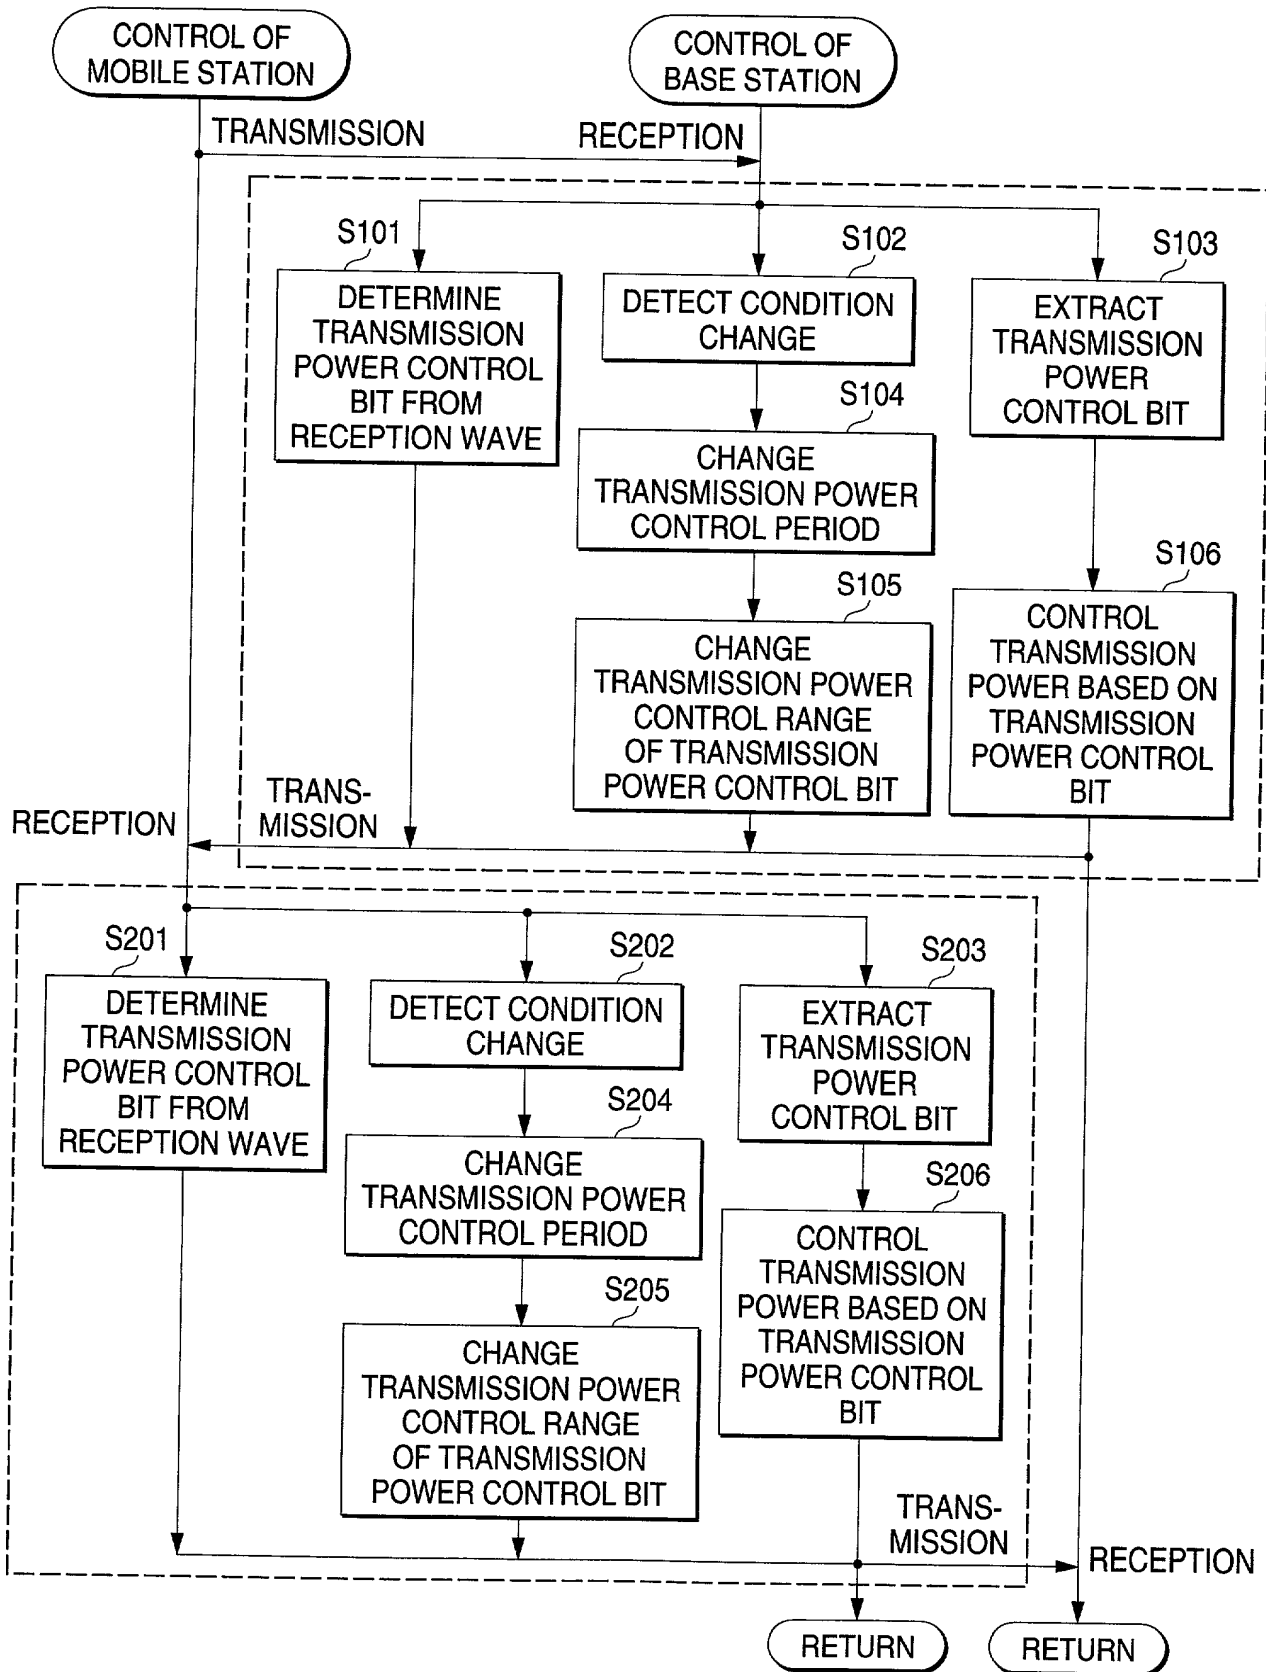 CONTROL OF
MOBILE STATION
CONTROL OF
BASE STATION
TRANSMISSION
RECEPTION
S101
DETERMINE
TRANSMISSION
POWER CONTROL
BIT FROM
RECEPTION WAVE
S102
DETECT CONDITION
CHANGE
S103
EXTRACT
TRANSMISSION
POWER
CONTROL BIT
S104
CHANGE
TRANSMISSION POWER
CONTROL PERIOD
S105
CHANGE
TRANSMISSION POWER
CONTROL RANGE
OF TRANSMISSION
POWER CONTROL BIT
S106
CONTROL
TRANSMISSION
POWER BASED ON
TRANSMISSION
POWER CONTROL
BIT
TRANS-
MISSION
RECEPTION
S201
DETERMINE
TRANSMISSION
POWER CONTROL
BIT FROM
RECEPTION WAVE
S202
DETECT CONDITION
CHANGE
S203
EXTRACT
TRANSMISSION
POWER
CONTROL BIT
S204
CHANGE
TRANSMISSION POWER
CONTROL PERIOD
S205
CHANGE
TRANSMISSION POWER
CONTROL RANGE
OF TRANSMISSION
POWER CONTROL BIT
S206
CONTROL
TRANSMISSION
POWER BASED ON
TRANSMISSION
POWER CONTROL
BIT
TRANS-
MISSION
RECEPTION
RETURN
RETURN